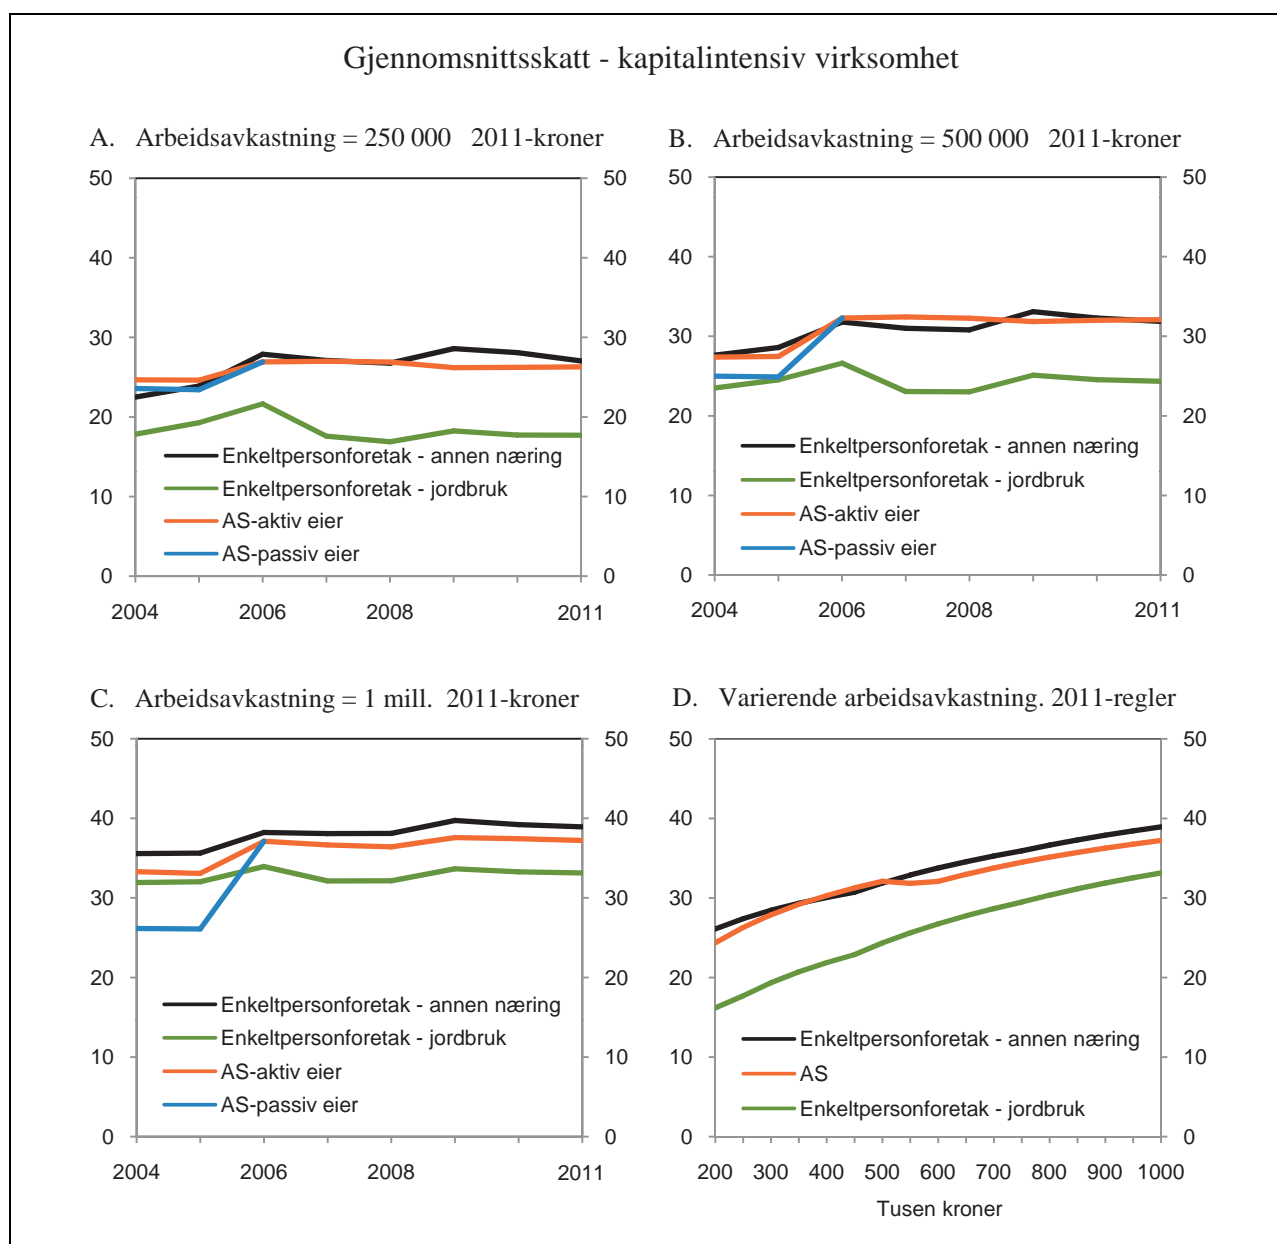 Gjennomsnittsskatt - kapitalintensiv virksomhet
A. Arbeidsavkastning = 250 000 2011-kroner
50 50
40 40
30 30
20 20
Enkeltpersonforetak - annen næring
Enkeltpersonforetak - jordbruk
10 10
AS-aktiv eier
AS-passiv eier
0 0
2004 2006 2008 2011
B. Arbeidsavkastning = 500 000 2011-kroner
50 50
40 40
30 30
20 20
Enkeltpersonforetak - annen næring
Enkeltpersonforetak - jordbruk
10 10
AS-aktiv eier
AS-passiv eier
0 0
2004 2006 2008 2011
C. Arbeidsavkastning = 1 mill. 2011-kroner
50 50
40 40
30 30
20 20
Enkeltpersonforetak - annen næring
Enkeltpersonforetak - jordbruk
10 10
AS-aktiv eier
AS-passiv eier
0 0
2004 2006 2008 2011
D. Varierende arbeidsavkastning. 2011-regler
50 50
40 40
30 30
20 20
Enkeltpersonforetak - annen næring
10 10
AS
Enkeltpersonforetak - jordbruk
0 0
200 300 400 500 600 700 800 900 1000
Tusen kroner